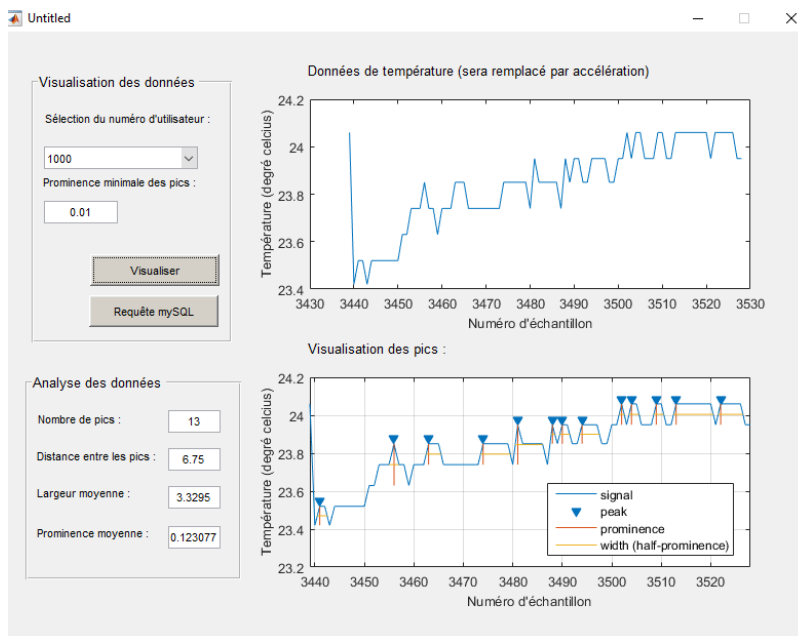 Untitled
Visualisation des données
Sélection du numéro d'utilisateur :
1000
Prominence minimale des pics :
0.01
Visualiser
Requête mySQL
Données de température (sera remplacé par accélération)
Température (degré celcius)
24.2
24
23.8
23.6
23.4
3430 3440 3450 3460 3470 3480 3490 3500 3510 3520 3530
Numéro d'échantillon
Analyse des données
Nombre de pics :
13
Distance entre les pics :
6.75
Largeur moyenne :
3.3295
Prominence moyenne :
0.123077
Visualisation des pics :
Température (degré celcius)
24.2
24
23.8
23.6
23.4
23.2
signal
peak
prominence
width (half-prominence)
3440 3450 3460 3470 3480 3490 3500 3510 3520
Numéro d'échantillon